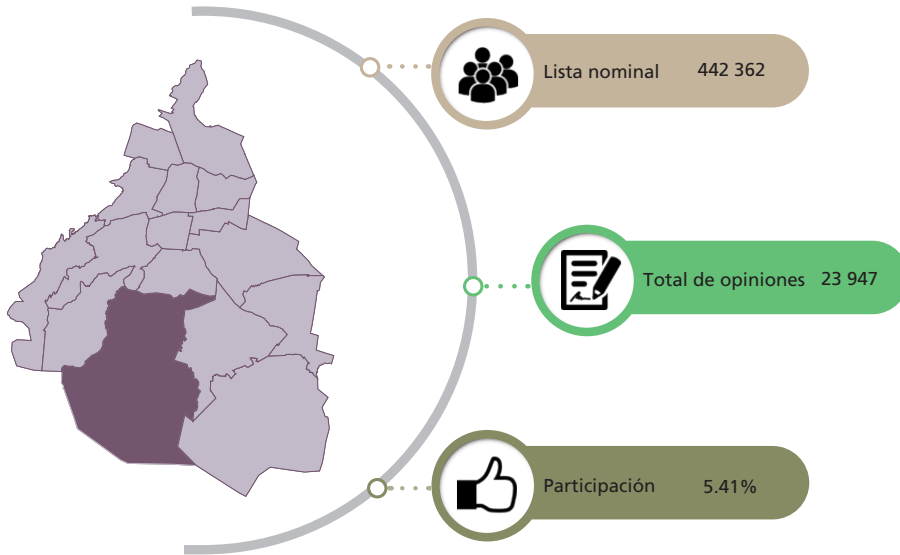 Lista nominal 442 362
Total de opiniones 23 947
Participación 5.41%